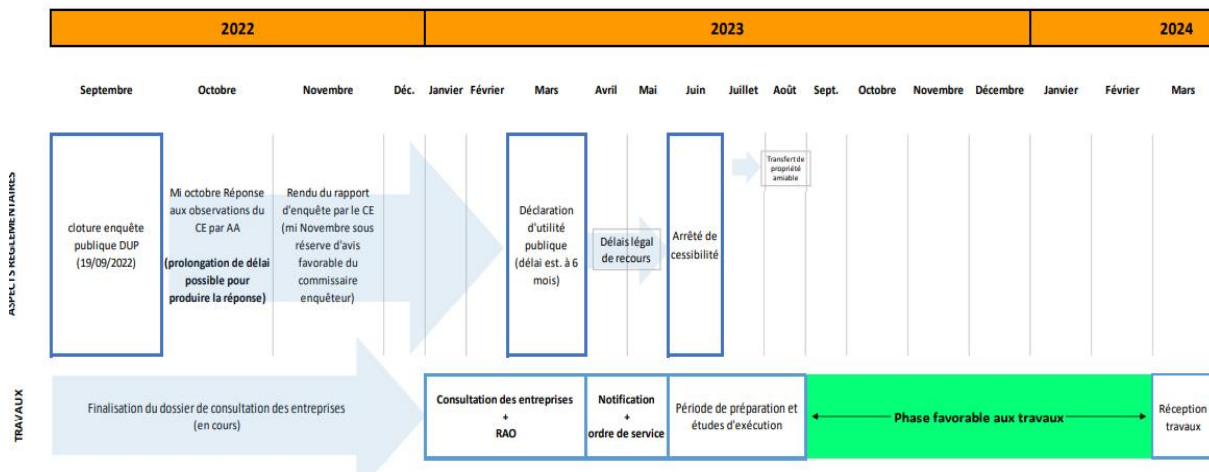 2022 2023 2024
Septembre Octobre Novembre Déc. Janvier Février Mars Avril Mai Juin Juillet Août Sept. Octobre Novembre Décembre Janvier Février Mars
ASPECTS REGLEMENTAIRES
cloture enquête
publique DUP
(19/09/2022)
Mi octobre Réponse
aux observations du
CE par AA
(prolongation de délai
possible pour
produire la réponse)
Rendu du rapport
d'enquête par le CE
(mi Novembre sous
réserve d'avis
favorable du
commissaire
enquêteur)
Déclaration
d'utilité
publique
(délai est. à 6
mois)
Délais légal
de recours
Arrêté de
cessibilité
Transfert de
propriété
amiable
TRAVAUX
Finalisation du dossier de consultation des entreprises
(en cours)
Consultation des entreprises
+
RAO
Notification
+
ordre de service
Période de préparation et
études d'exécution
Phase favorable aux travaux
Réception
travaux